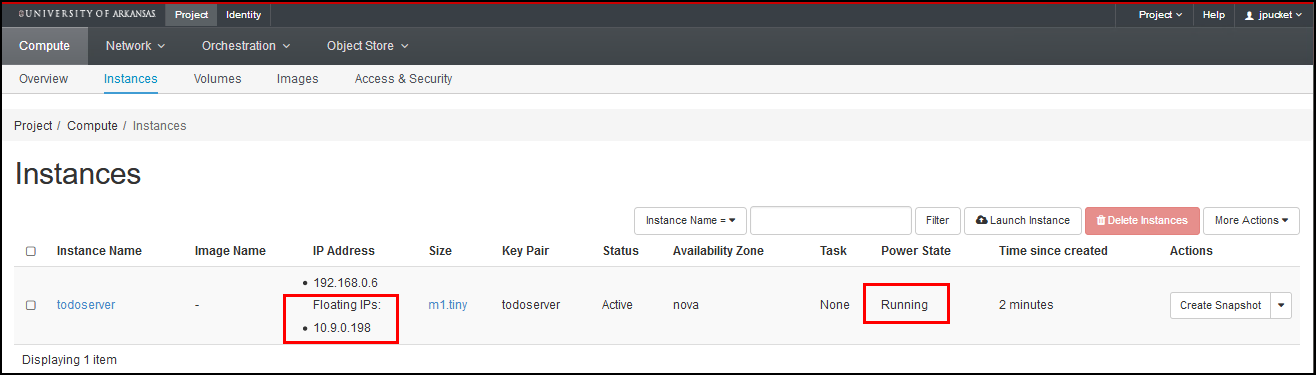 UNIVERSITY OF ARKANSAS. Project Identity Project Help jpucket
Compute Network Orchestration Object Store
Overview Instances Volumes Images Access & Security
Project / Compute / Instances
Instances
Instance Name = Filter Launch Instance Delete Instances More Actions
Instance Name Image Name IP Address Size Key Pair Status Availability Zone Task Power State Time since created Actions
• 192.168.0.6
Floating IPs:
todoserver - m1.tiny todoserver Active nova None Running 2 minutes Create Snapshot
• 10.9.0.198
Displaying 1 item